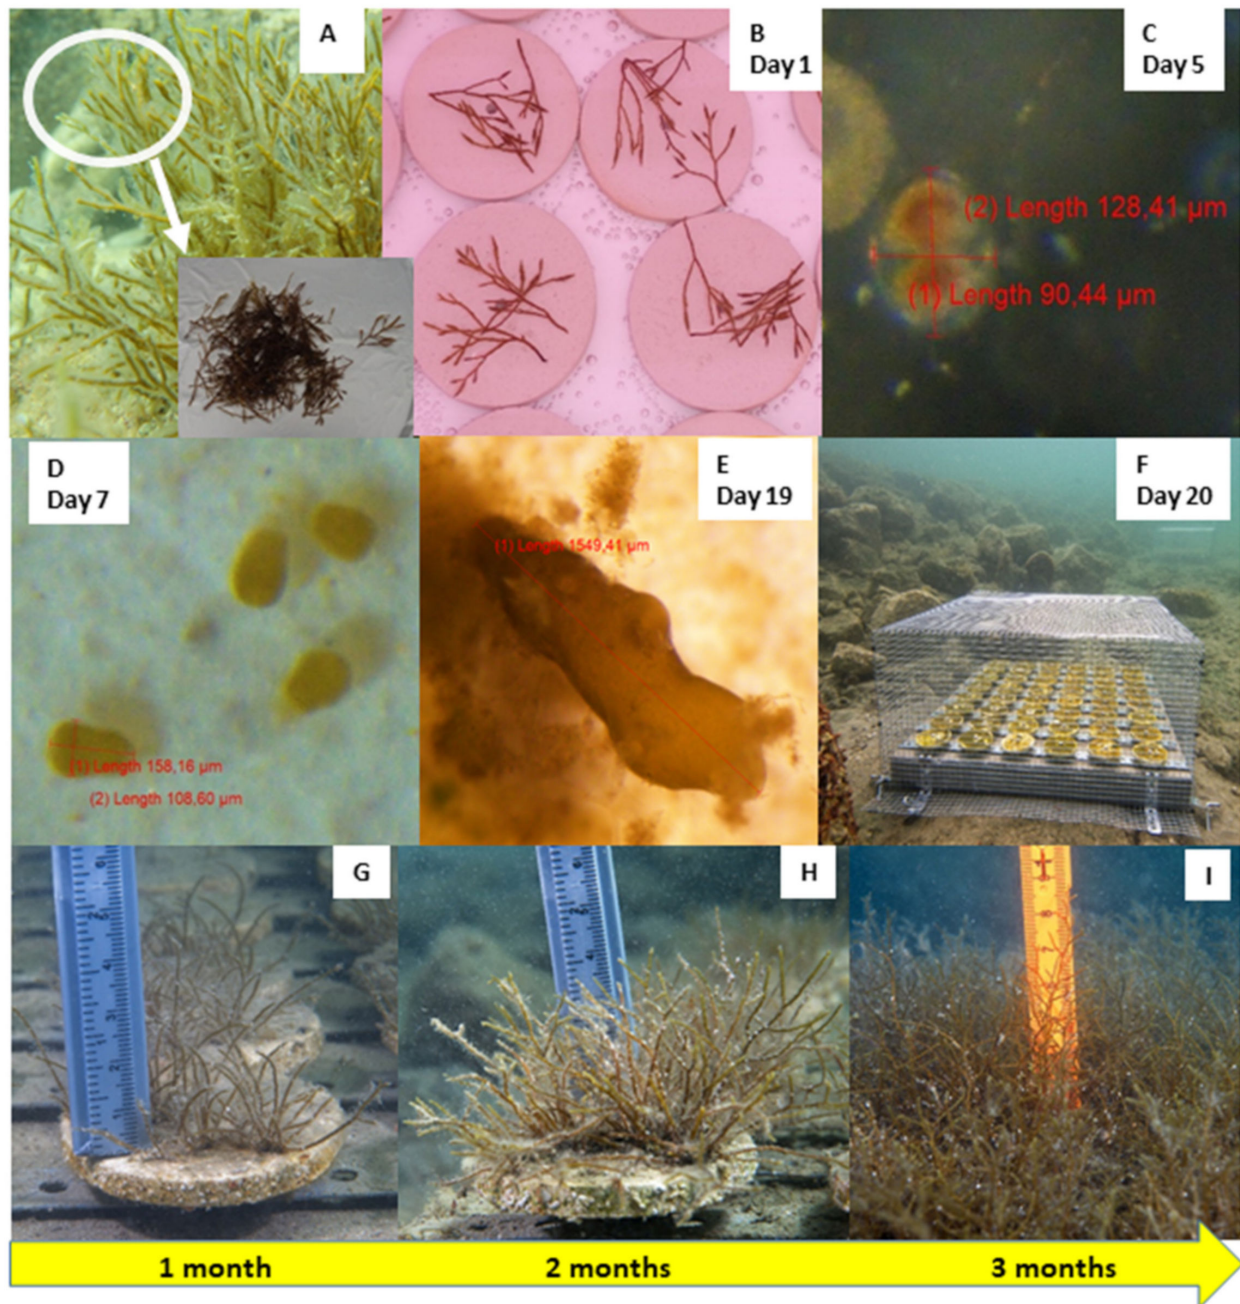 A
B
Day 1
C
Day 5
(2) Length 128,41 µm
(1) Length 90,44 µm
D
Day 7
(1) Length 158,16 µm
(2) Length 108,60 µm
E
Day 19
(1) Length 1549,41 µm
F
Day 20
G
H
I
1 month
2 months
3 months